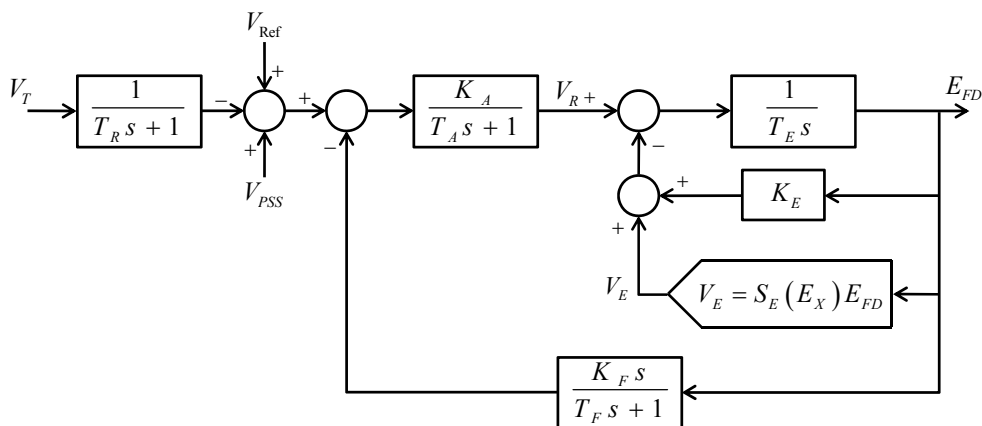 V_Ref
V_T
1 / (T_R s + 1)
−
+
+
V_PSS
+
−
K_A / (T_A s + 1)
V_R +
−
1 / (T_E s)
E_FD
+
K_E
+
V_E
V_E = S_E (E_X) E_FD
K_F s / (T_F s + 1)